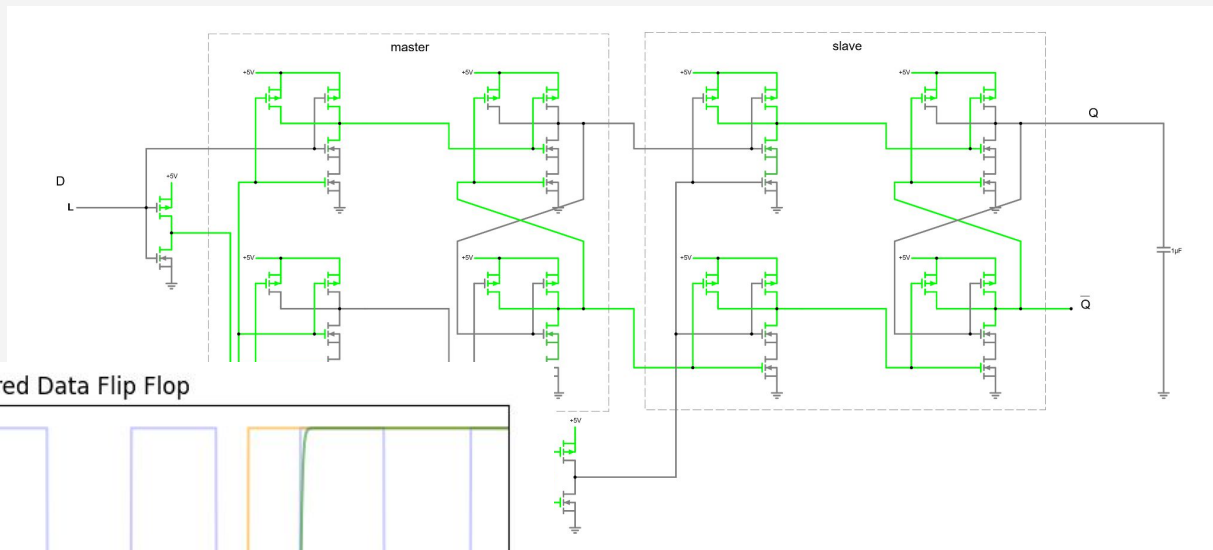 master
slave
+5V
+5V
+5V
+5V
Q
D
+5V
L
+5V
+5V
+5V
+5V
1μF
Q̅
red Data Flip Flop
+5V